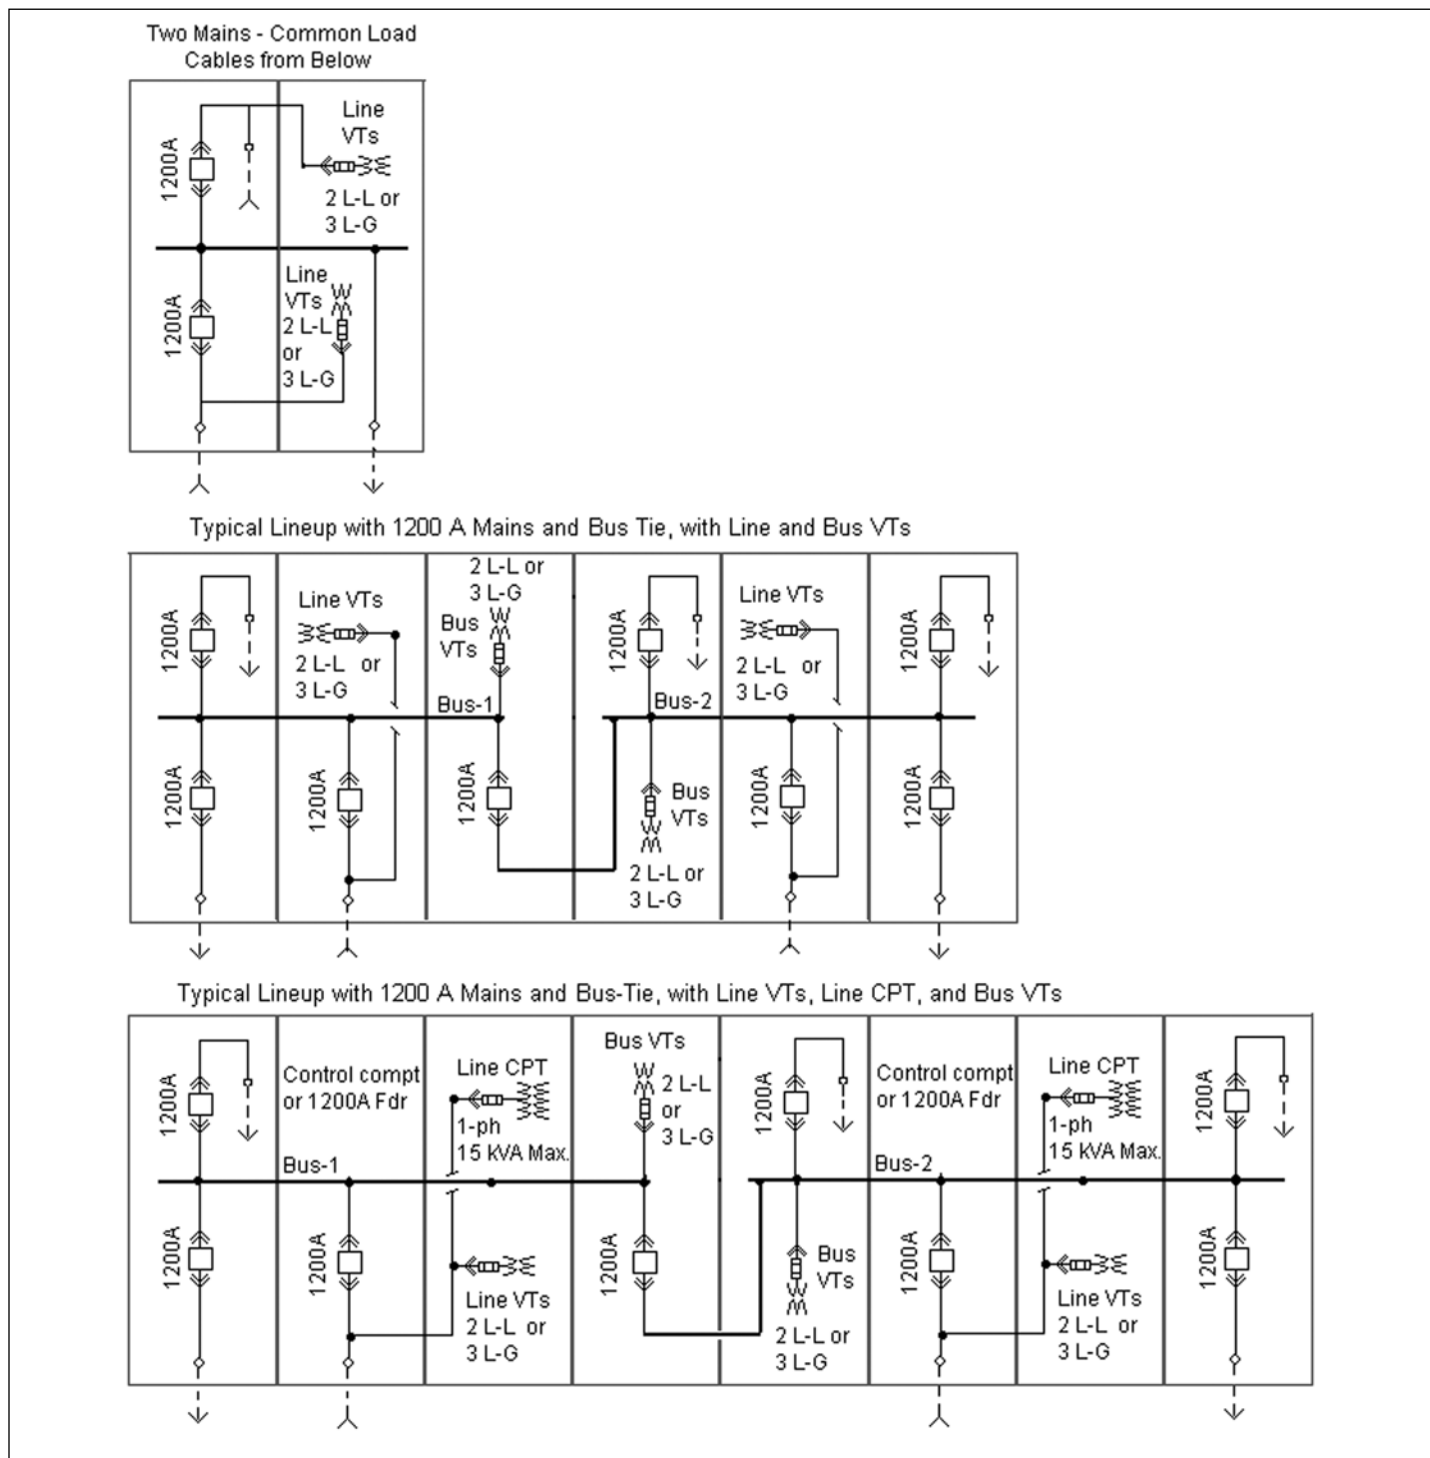 Two Mains - Common Load
Cables from Below
1200A
Line
VTs
2 L-L or
3 L-G
1200A
Line
VTs
2 L-L
or
3 L-G
Typical Lineup with 1200 A Mains and Bus Tie, with Line and Bus VTs
1200A
Line VTs
2 L-L or
3 L-G
2 L-L or
3 L-G
Bus
VTs
Bus-1
1200A
Bus-2
Line VTs
2 L-L or
3 L-G
1200A
1200A
1200A
1200A
Bus
VTs
2 L-L or
3 L-G
1200A
1200A
Typical Lineup with 1200 A Mains and Bus-Tie, with Line VTs, Line CPT, and Bus VTs
1200A
Control compt
or 1200A Fdr
Bus-1
Line CPT
1-ph
15 kVA Max.
Bus VTs
2 L-L
or
3 L-G
1200A
Control compt
or 1200A Fdr
Bus-2
Line CPT
1-ph
15 kVA Max.
1200A
1200A
1200A
Line VTs
2 L-L or
3 L-G
1200A
Bus
VTs
2 L-L or
3 L-G
1200A
Line VTs
2 L-L or
3 L-G
1200A